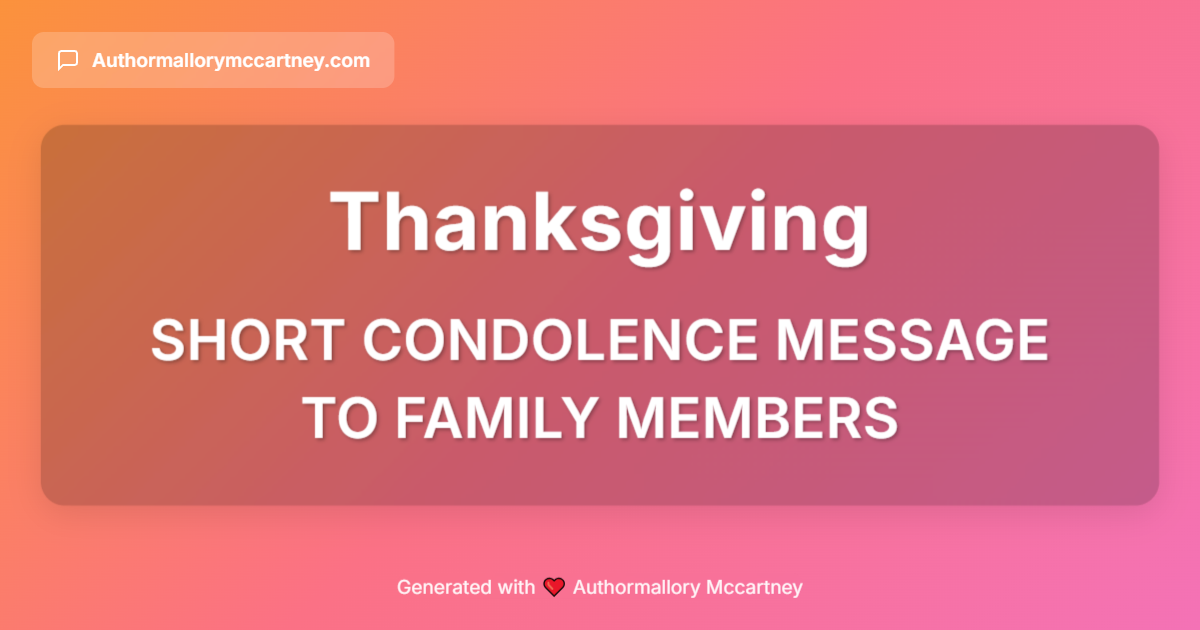 Authormallorymccartney.com
Thanksgiving
SHORT CONDOLENCE MESSAGE
TO FAMILY MEMBERS
Generated with ❤️ Authormallory Mccartney